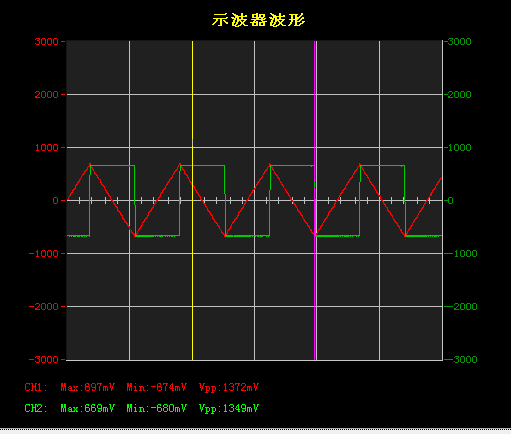 示波器波形
3000 3000
2000 2000
1000 1000
0 0
-1000 -1000
-2000 -2000
-3000 -3000
CH1: Max:697mV Min:-674mV Vpp:1372mV
CH2: Max:669mV Min:-680mV Vpp:1349mV